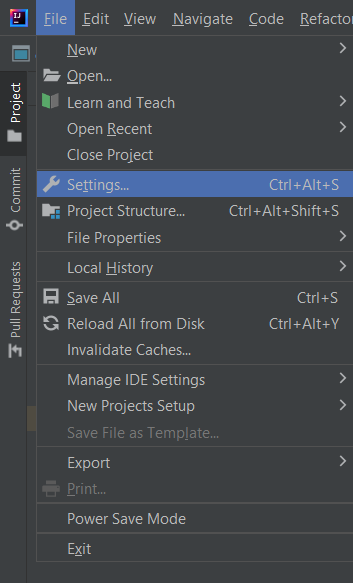 IJ
File Edit View Navigate Code Refactor
Project
Commit
Pull Requests
New
Open...
Learn and Teach
Open Recent
Close Project
Settings... Ctrl+Alt+S
Project Structure... Ctrl+Alt+Shift+S
File Properties
Local History
Save All Ctrl+S
Reload All from Disk Ctrl+Alt+Y
Invalidate Caches...
Manage IDE Settings
New Projects Setup
Save File as Template...
Export
Print...
Power Save Mode
Exit